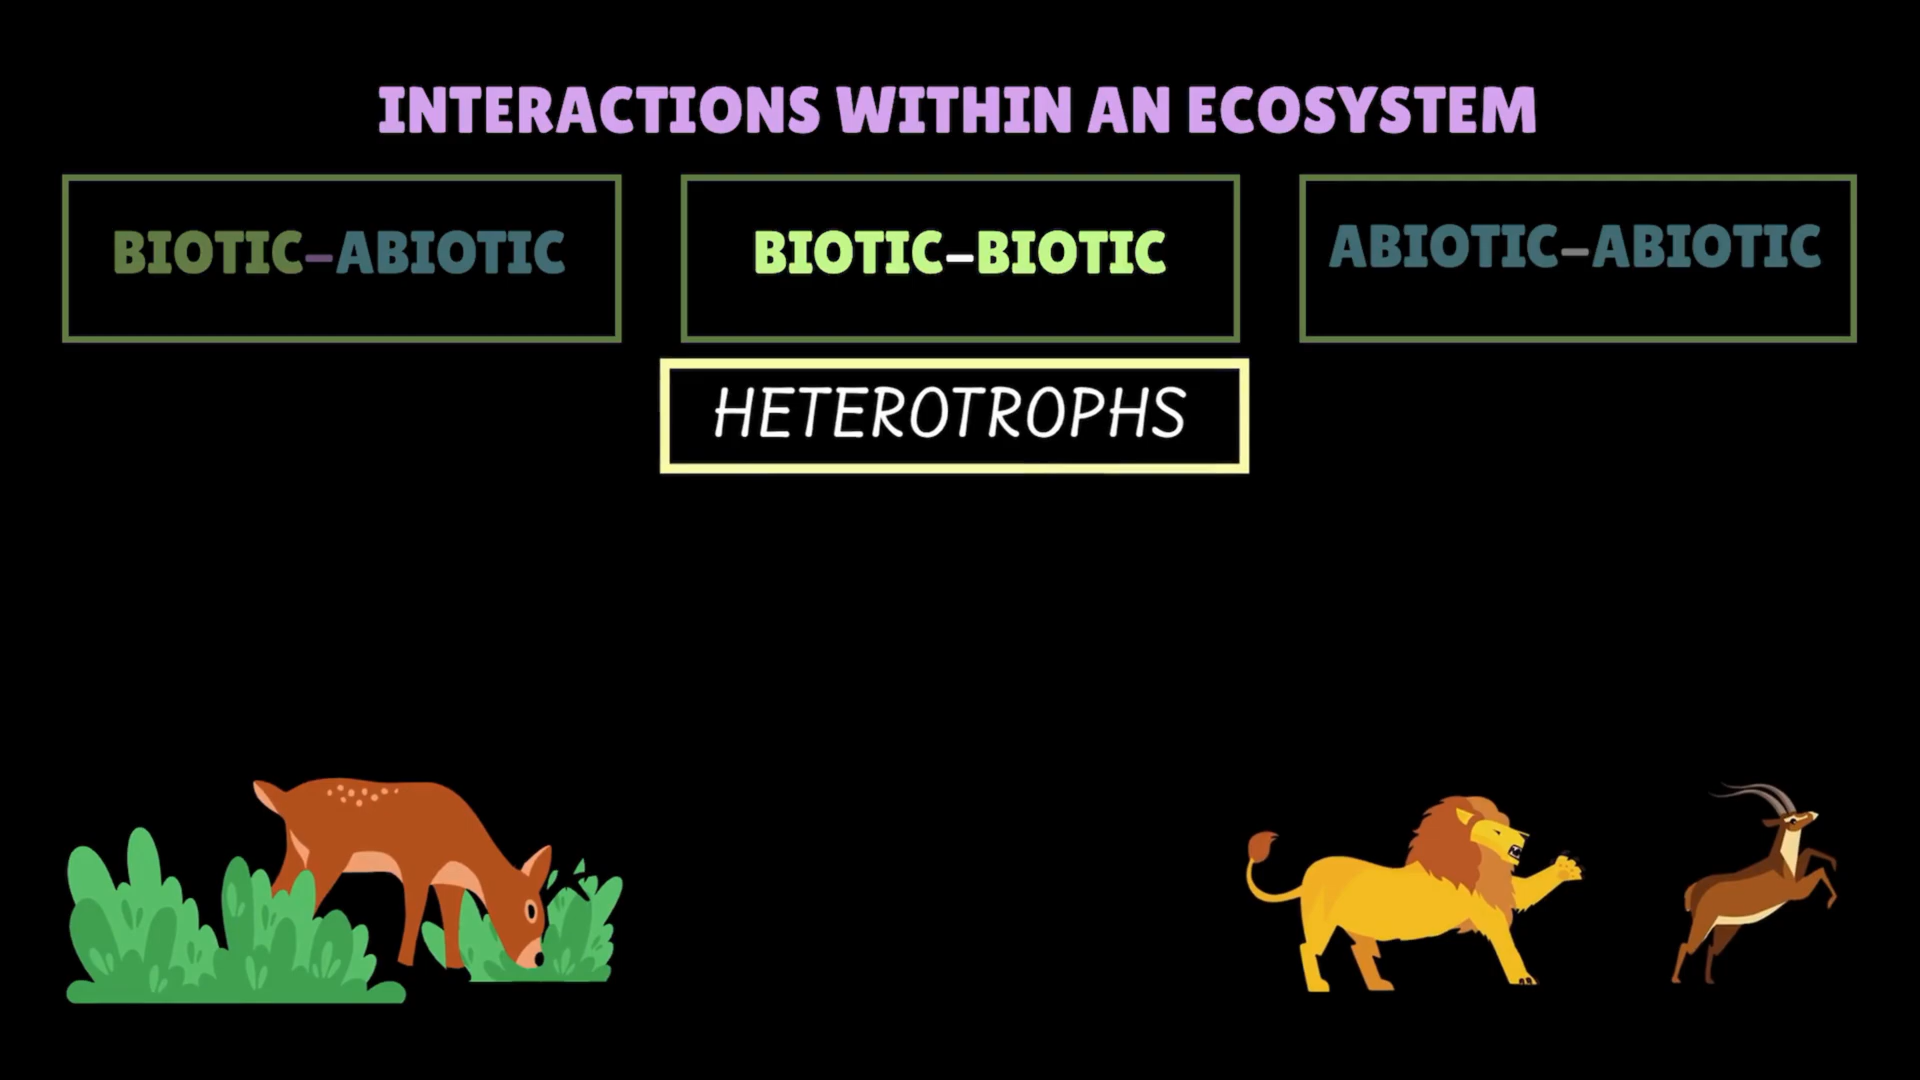 INTERACTIONS WITHIN AN ECOSYSTEM
BIOTIC-ABIOTIC
BIOTIC-BIOTIC
ABIOTIC-ABIOTIC
HETEROTROPHS